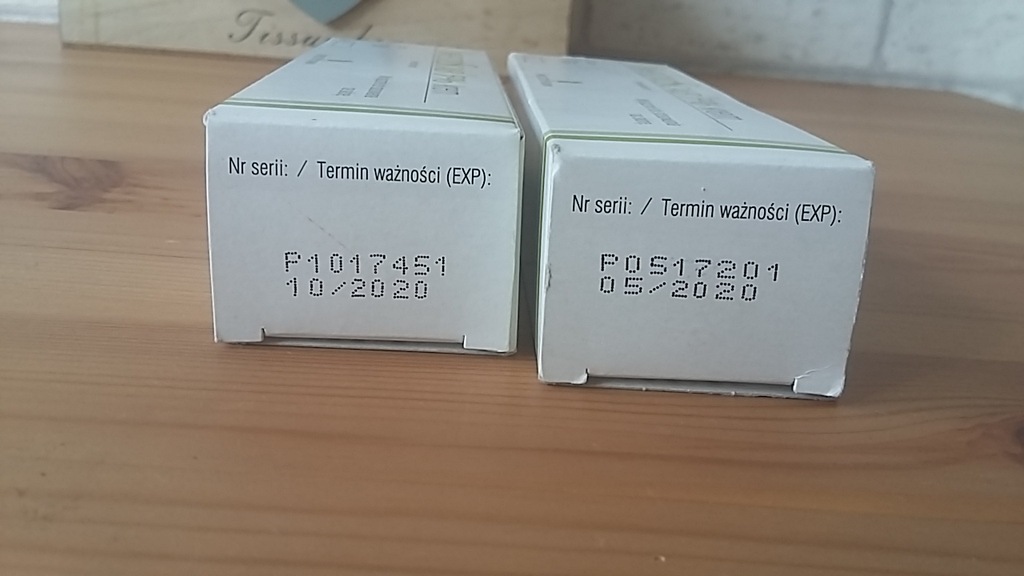 Nr serii: / Termin ważności (EXP):
P1017451
10/2020
Nr serii: / Termin ważności (EXP):
P0517201
05/2020